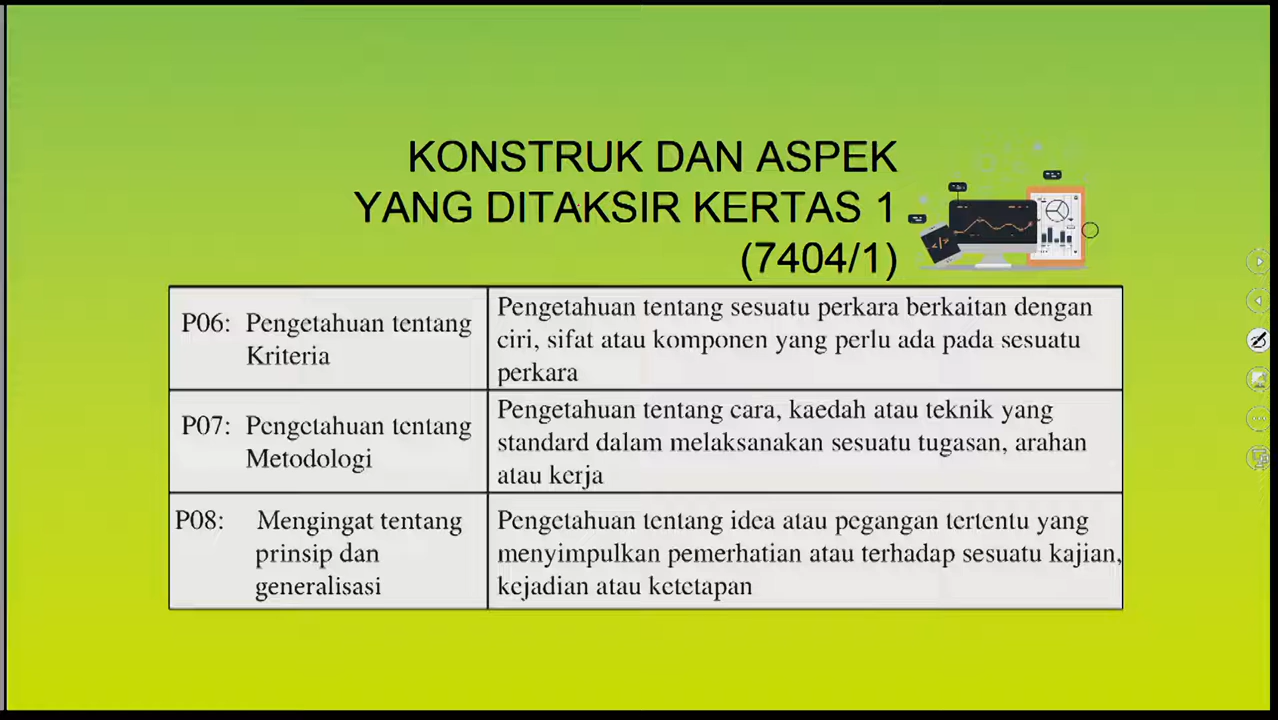 KONSTRUK DAN ASPEK
YANG DITAKSIR KERTAS 1
(7404/1)
P06: Pengetahuan tentang
Kriteria
Pengetahuan tentang sesuatu perkara berkaitan dengan
ciri, sifat atau komponen yang perlu ada pada sesuatu
perkara
P07: Pengetahuan tentang
Metodologi
Pengetahuan tentang cara, kaedah atau teknik yang
standard dalam melaksanakan sesuatu tugasan, arahan
atau kerja
P08: Mengingat tentang
prinsip dan
generalisasi
Pengetahuan tentang idea atau pegangan tertentu yang
menyimpulkan pemerhatian atau terhadap sesuatu kajian,
kejadian atau ketetapan